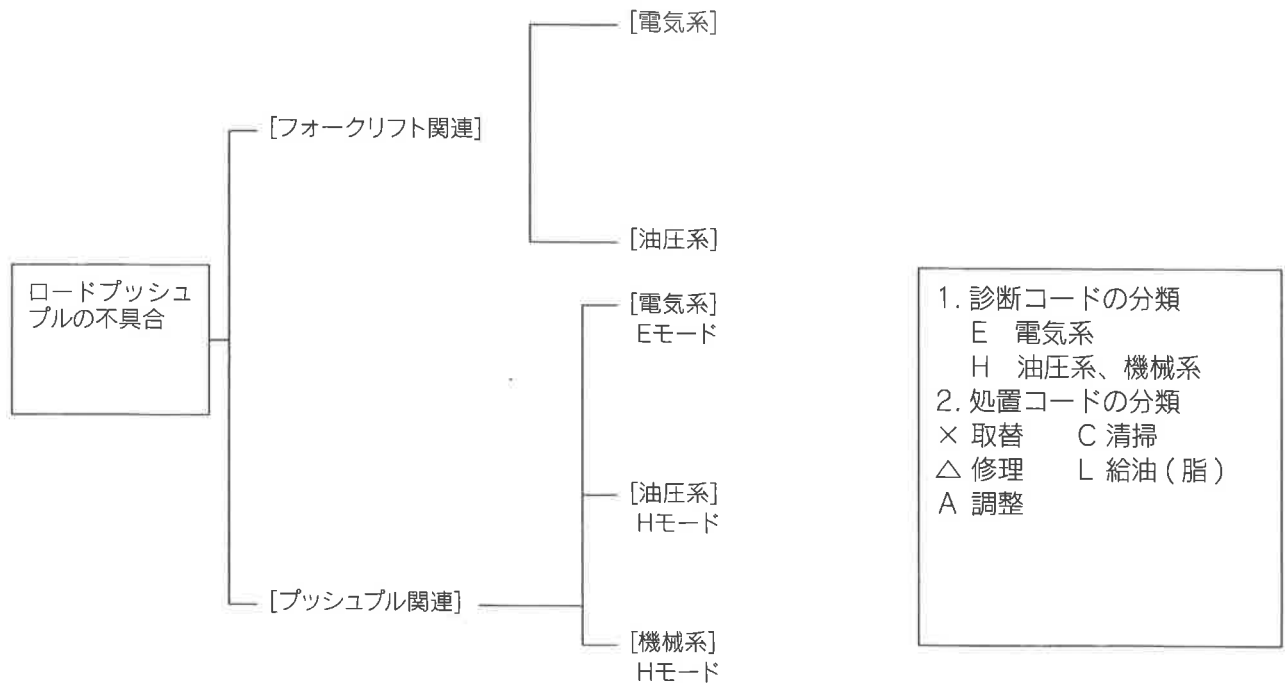 [電気系]
[フォークリフト関連]
[油圧系]
ロードプッシュ
プルの不具合
[電気系]
Eモード
[油圧系]
Hモード
[プッシュプル関連]
[機械系]
Hモード
1. 診断コードの分類
E 電気系
H 油圧系、機械系
2. 処置コードの分類
× 取替 C 清掃
△ 修理 L 給油 ( 脂 )
A 調整